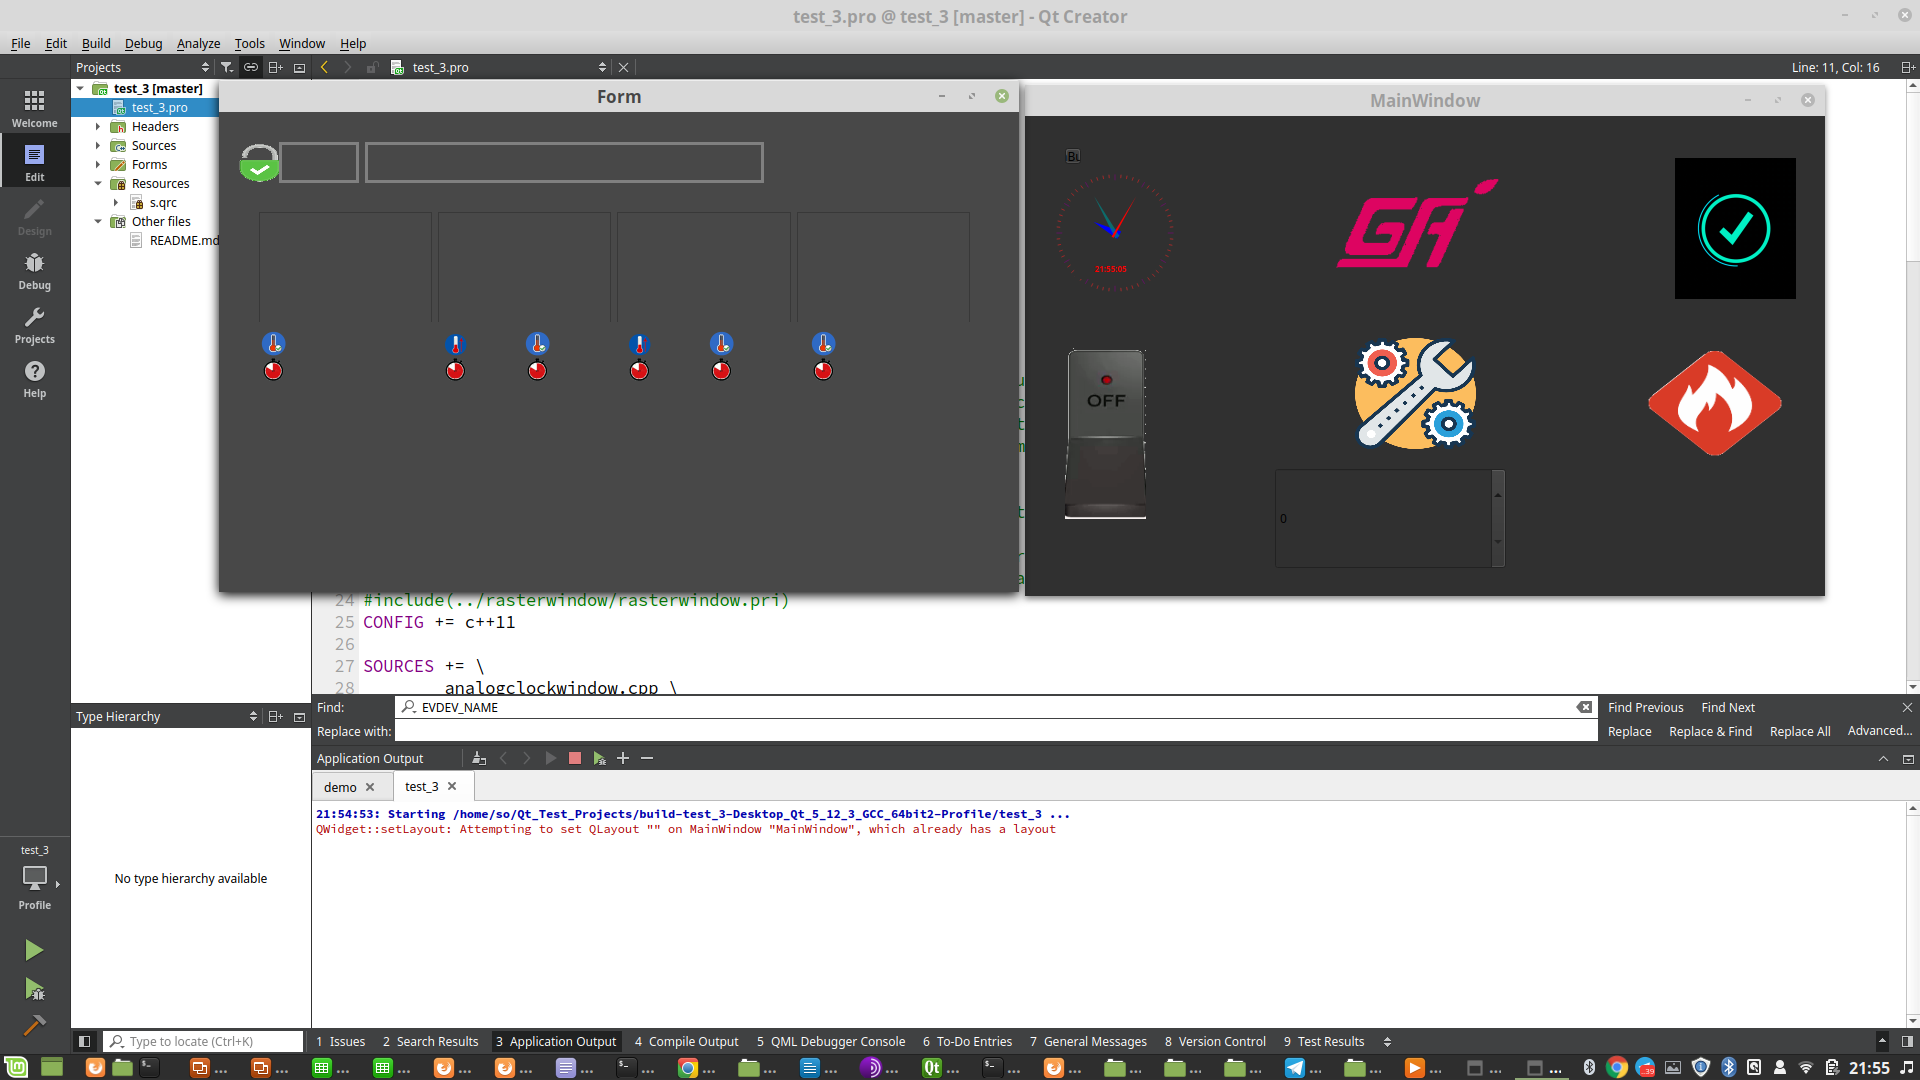 test_3.pro @ test_3 [master] - Qt Creator
File Edit Build Debug Analyze Tools Window Help
Projects
test_3.pro
Line: 11, Col: 16
test_3 [master]
test_3.pro
Headers
Sources
Forms
Resources
s.qrc
Other files
README.md
Welcome
Edit
Design
Debug
Projects
Help
Form
MainWindow
21:55:05
GA
OFF
0
24 #include(../rasterwindow/rasterwindow.pri)
25 CONFIG += c++11
26
27 SOURCES += \
28 analogclockwindow.cpp \
Type Hierarchy
No type hierarchy available
Find: EVDEV_NAME
Find Previous Find Next
Replace with:
Replace Replace & Find Replace All Advanced...
Application Output
demo
test_3
21:54:53: Starting /home/so/Qt_Test_Projects/build-test_3-Desktop_Qt_5_12_3_GCC_64bit2-Profile/test_3 ...
QWidget::setLayout: Attempting to set QLayout "" on MainWindow "MainWindow", which already has a layout
test_3
Profile
Type to locate (Ctrl+K)
1 Issues 2 Search Results 3 Application Output 4 Compile Output 5 QML Debugger Console 6 To-Do Entries 7 General Messages 8 Version Control 9 Test Results
21:55